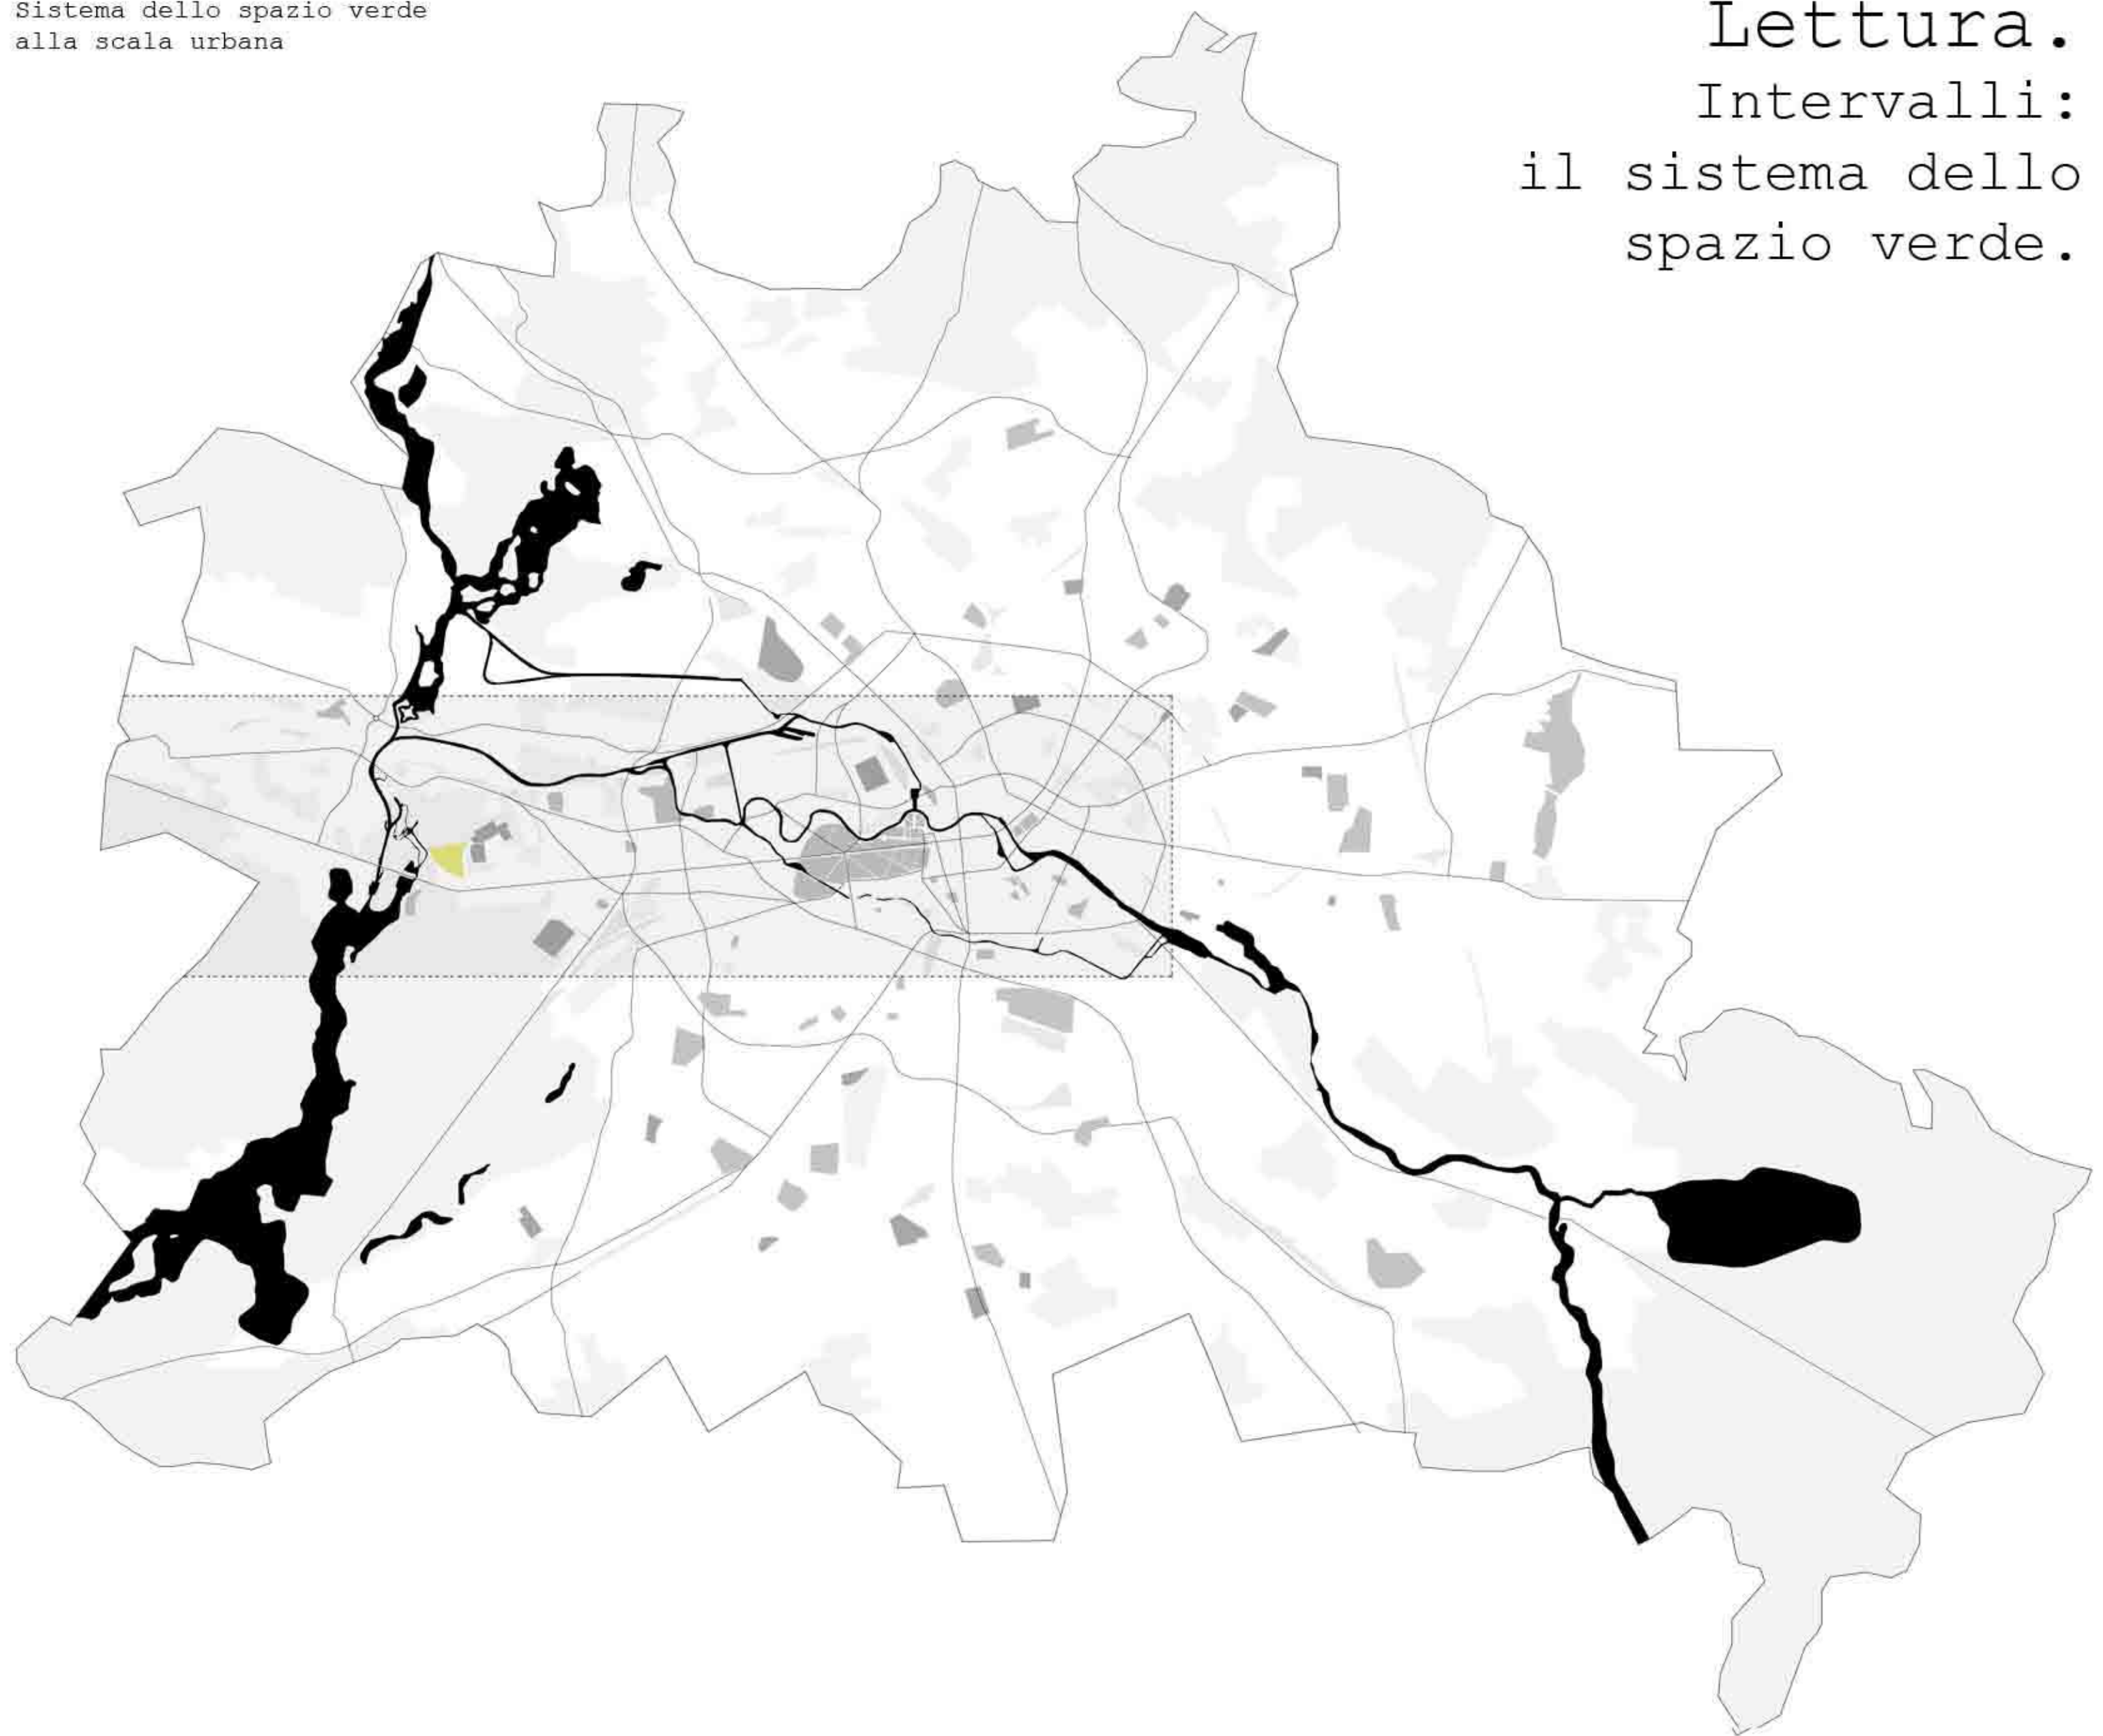 Sistema dello spazio verde
alla scala urbana
Lettura.
Intervalli:
il sistema dello
spazio verde.